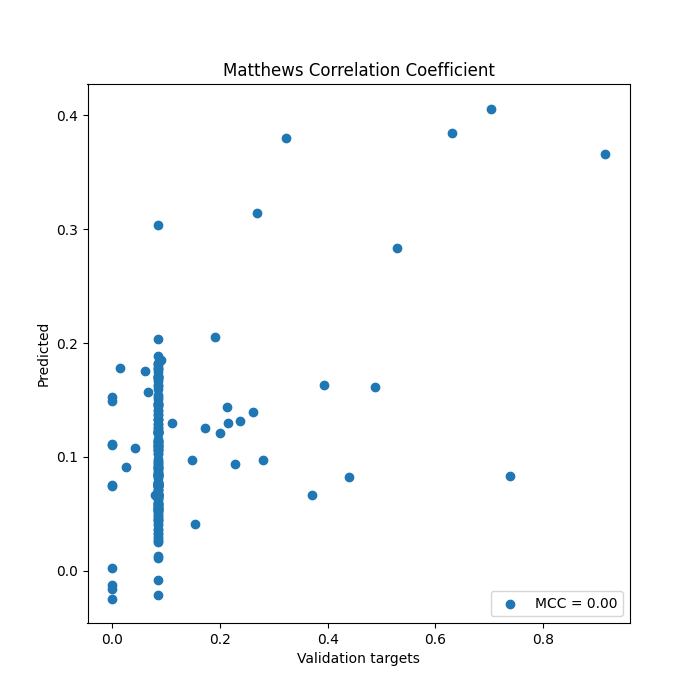 Matthews Correlation Coefficient
0.4
0.3
0.2
0.1
0.0
Predicted
MCC = 0.00
0.0 0.2 0.4 0.6 0.8
Validation targets